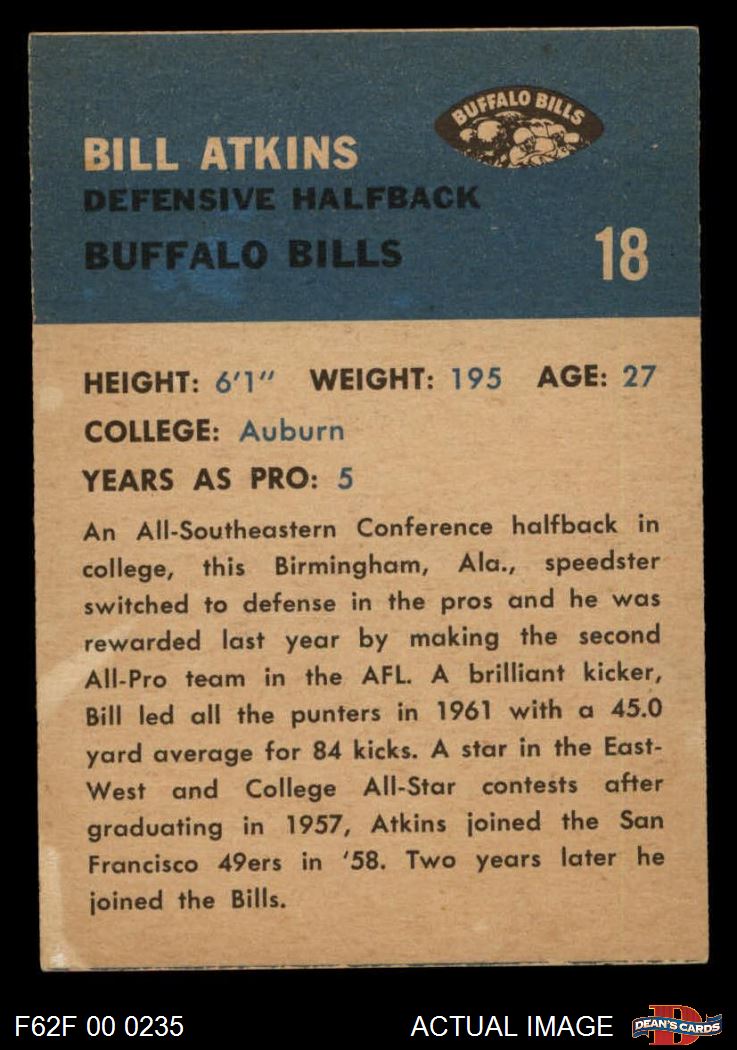 BUFFALO BILLS
BILL ATKINS
DEFENSIVE HALFBACK
BUFFALO BILLS
18
HEIGHT: 6'1" WEIGHT: 195 AGE: 27
COLLEGE: Auburn
YEARS AS PRO: 5
An All-Southeastern Conference halfback in
college, this Birmingham, Ala., speedster
switched to defense in the pros and he was
rewarded last year by making the second
All-Pro team in the AFL. A brilliant kicker,
Bill led all the punters in 1961 with a 45.0
yard average for 84 kicks. A star in the East-
West and College All-Star contests after
graduating in 1957, Atkins joined the San
Francisco 49ers in '58. Two years later he
joined the Bills.
F62F 00 0235
ACTUAL IMAGE
D
DEAN'S CARDS